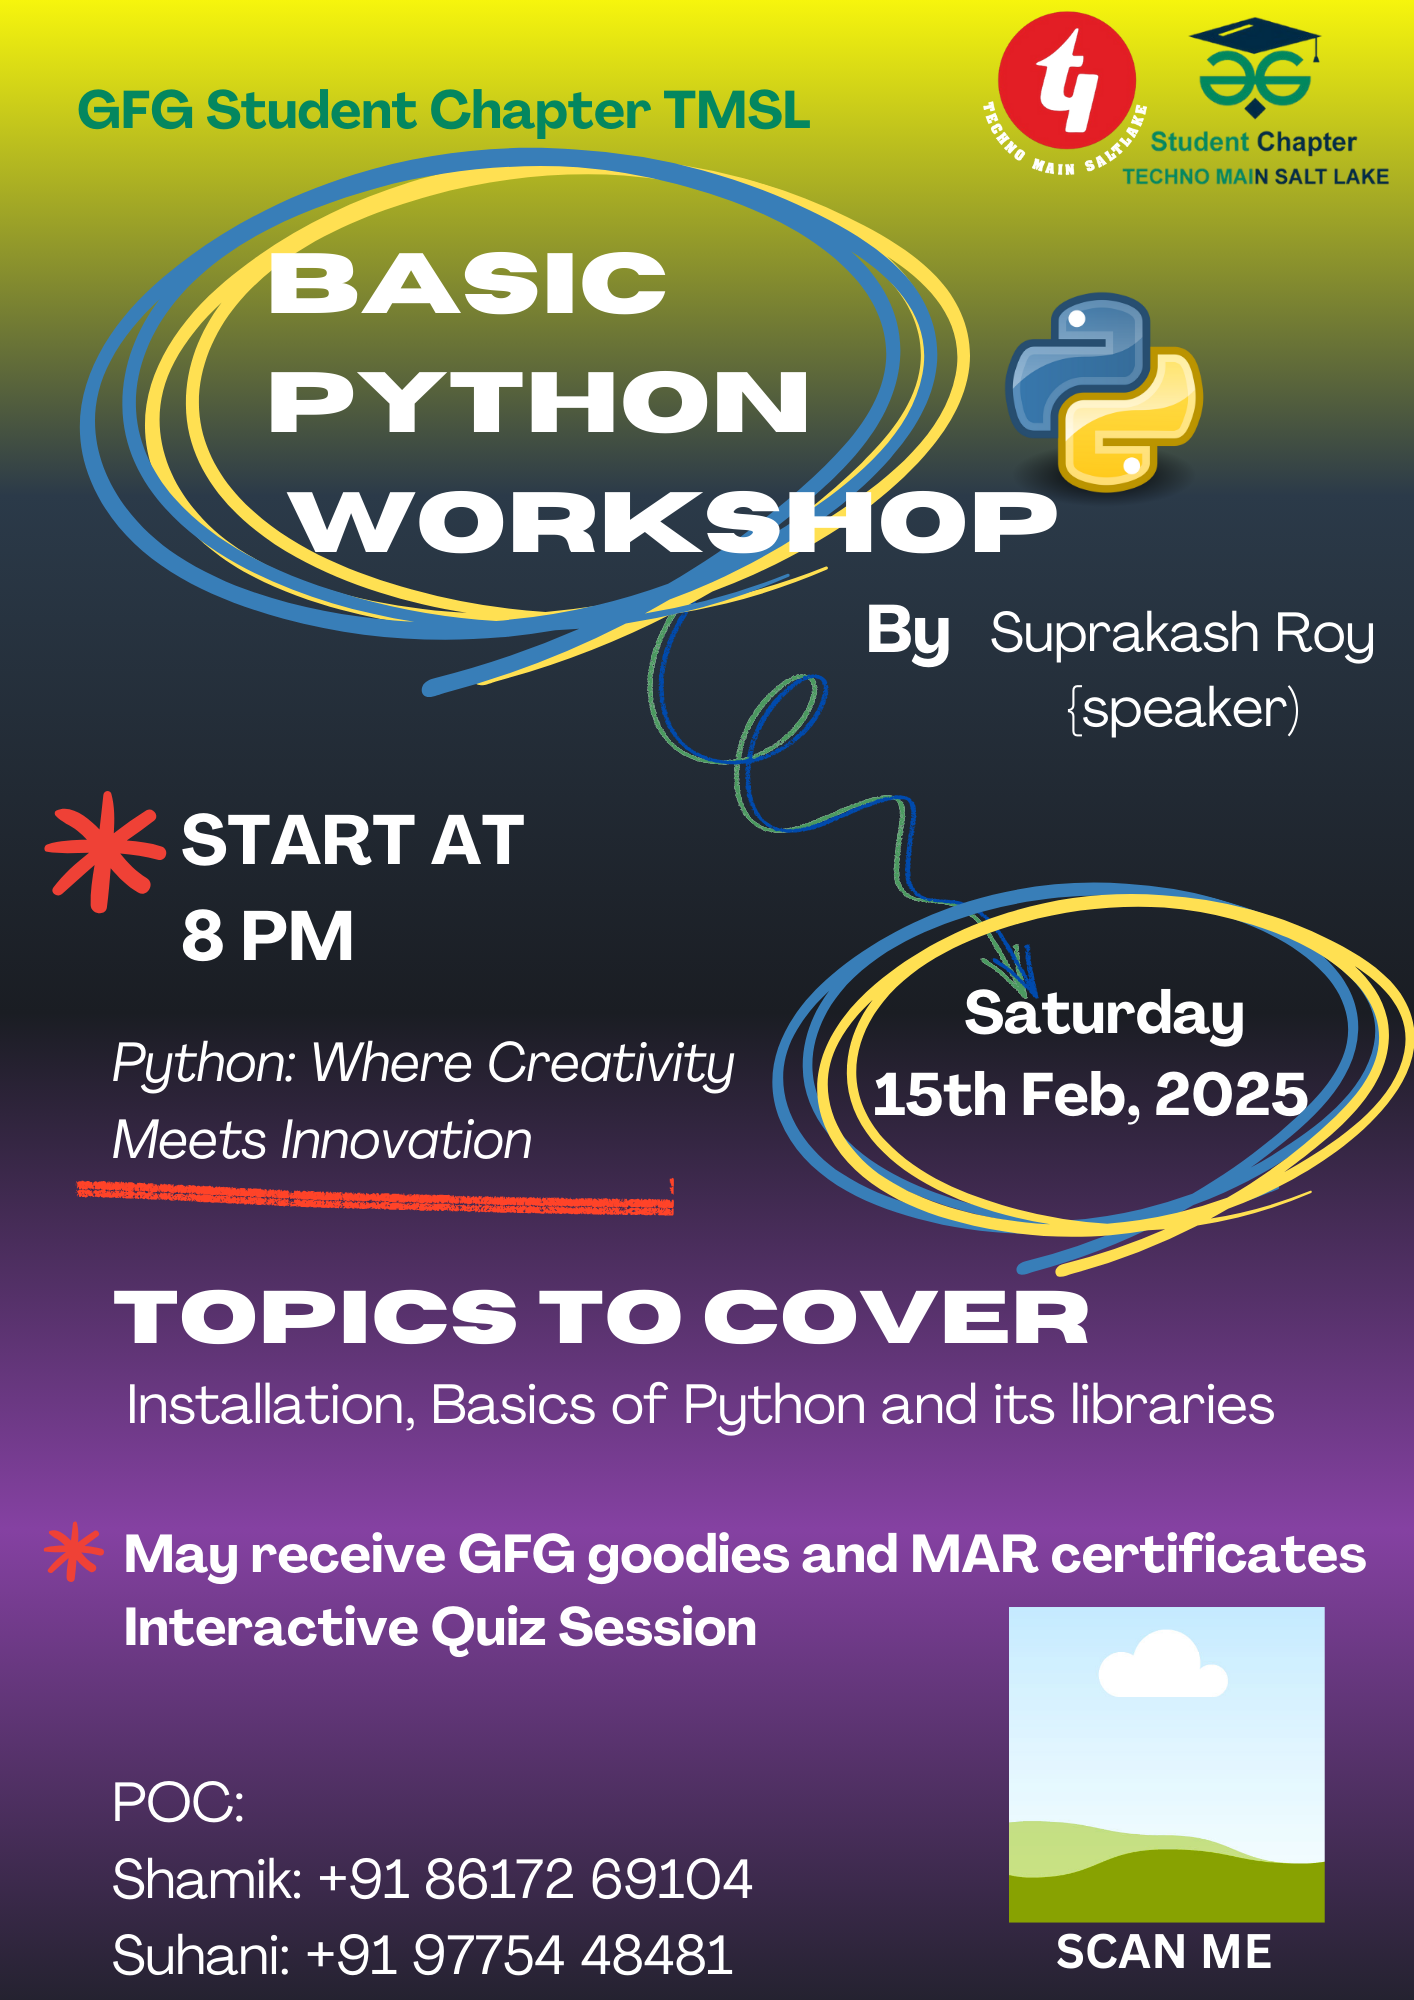 GFG Student Chapter TMSL
TECHNO MAIN SALTLAKE
Student Chapter
TECHNO MAIN SALT LAKE
BASIC
PYTHON
WORKSHOP
By Suprakash Roy
{speaker)
START AT
8 PM
Saturday
15th Feb, 2025
Python: Where Creativity
Meets Innovation
TOPICS TO COVER
Installation, Basics of Python and its libraries
May receive GFG goodies and MAR certificates
Interactive Quiz Session
POC:
Shamik: +91 86172 69104
Suhani: +91 97754 48481
SCAN ME